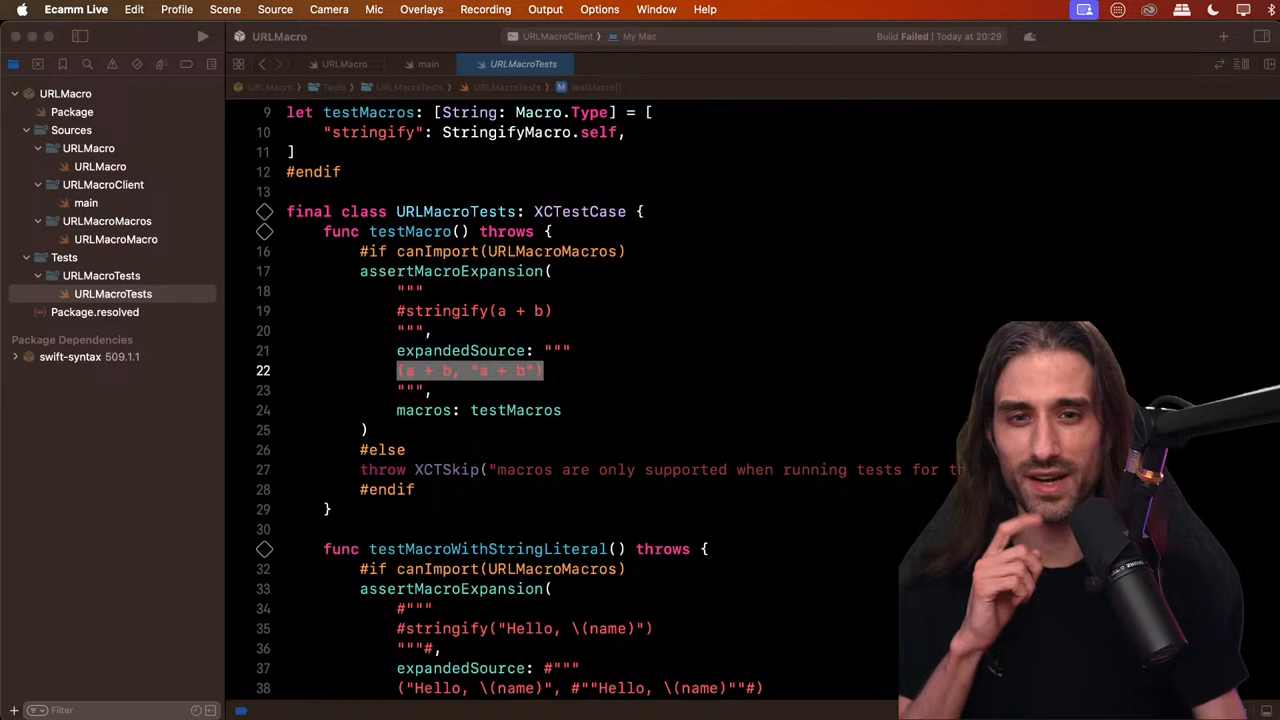 Ecamm Live Edit Profile Scene Source Camera Mic Overlays Recording Output Options Window Help
URLMacro
URLMacroClient My Mac
Build Failed | Today at 20:29
URLMacro main URLMacroTests
URLMacro Tests URLMacroTests URLMacroTests M testMacro()
URLMacro
Package
Sources
URLMacro
URLMacro
URLMacroClient
main
URLMacroMacros
URLMacroMacro
Tests
URLMacroTests
URLMacroTests
Package.resolved
Package Dependencies
swift-syntax 509.1.1
Filter
9 let testMacros: [String: Macro.Type] = [
10 "stringify": StringifyMacro.self,
11 ]
12 #endif
13
final class URLMacroTests: XCTestCase {
func testMacro() throws {
16 #if canImport(URLMacroMacros)
17 assertMacroExpansion(
18 """
19 #stringify(a + b)
20 """,
21 expandedSource: """
22 (a + b, "a + b")
23 """,
24 macros: testMacros
25 )
26 #else
27 throw XCTSkip("macros are only supported when running tests for
28 #endif
29 }
30
func testMacroWithStringLiteral() throws {
32 #if canImport(URLMacroMacros)
33 assertMacroExpansion(
34 #"""
35 #stringify("Hello, \(name)")
36 """#,
37 expandedSource: #"""
38 ("Hello, \(name)", #""Hello, \(name)""#)